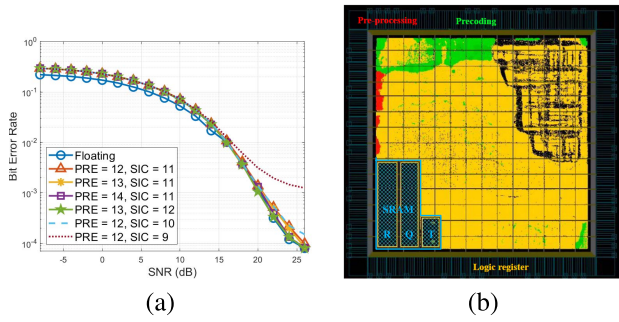 10^0
10^-1
10^-2
10^-3
10^-4
Bit Error Rate
Floating
PRE = 12, SIC = 11
PRE = 13, SIC = 11
PRE = 14, SIC = 11
PRE = 13, SIC = 12
PRE = 12, SIC = 10
PRE = 12, SIC = 9
-5 0 5 10 15 20 25
SNR (dB)
(a)
Pre-processing Precoding
SRAM
R Q T
Logic register
(b)